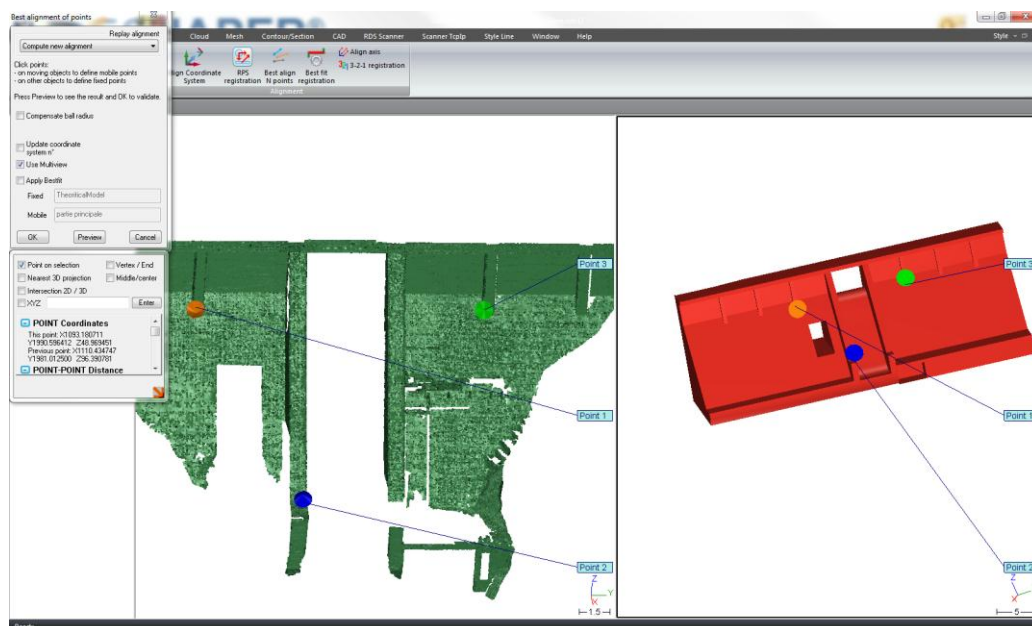 Best alignment of points
Replay alignment
Compute new alignment
Click points:
- on moving objects to define mobile points
- on other objects to define fixed points
Press Preview to see the result and OK to validate.
Compensate ball radius
Update coordinate
system n°
Use Multiview
Apply Bestfit
Fixed TheoriticalModel
Mobile partie principale
OK Preview Cancel
Point on selection Vertex / End
Nearest 3D projection Middle/center
Intersection 2D / 3D
XYZ Enter
POINT Coordinates
This point: X1093.180711
Y1990.596412 Z48.969451
Previous point: X1110.434747
Y1981.012500 Z96.390781
POINT-POINT Distance
Cloud Mesh Contour/Section CAD RDS Scanner Scanner Tcplp Style Line Window Help Style
Coordinate
System
RPS
registration
Best align
N points
Best fit
registration
Align axis
3-2-1 registration
Alignment
Point 3
Point 1
Point 2
Z
Y
X
1.5
Point 3
Point 1
Point 2
Z
X
5